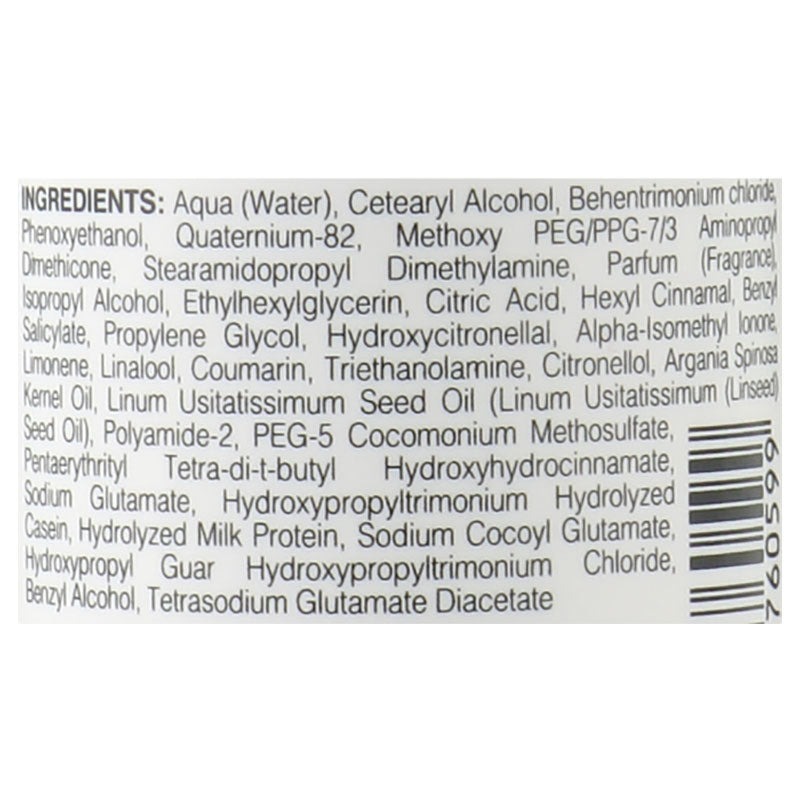 INGREDIENTS: Aqua (Water), Cetearyl Alcohol, Behentrimonium chloride,
Phenoxyethanol, Quaternium-82, Methoxy PEG/PPG-7/3 Aminopropyl
Dimethicone, Stearamidopropyl Dimethylamine, Parfum (Fragrance),
Isopropyl Alcohol, Ethylhexylglycerin, Citric Acid, Hexyl Cinnamal, Benzyl
Salicylate, Propylene Glycol, Hydroxycitronellal, Alpha-Isomethyl Ionone,
Limonene, Linalool, Coumarin, Triethanolamine, Citronellol, Argania Spinosa
Kernel Oil, Linum Usitatissimum Seed Oil (Linum Usitatissimum (Linseed)
Seed Oil), Polyamide-2, PEG-5 Cocomonium Methosulfate,
Pentaerythrityl Tetra-di-t-butyl Hydroxyhydrocinnamate,
Sodium Glutamate, Hydroxypropyltrimonium Hydrolyzed
Casein, Hydrolyzed Milk Protein, Sodium Cocoyl Glutamate,
Hydroxypropyl Guar Hydroxypropyltrimonium Chloride,
Benzyl Alcohol, Tetrasodium Glutamate Diacetate